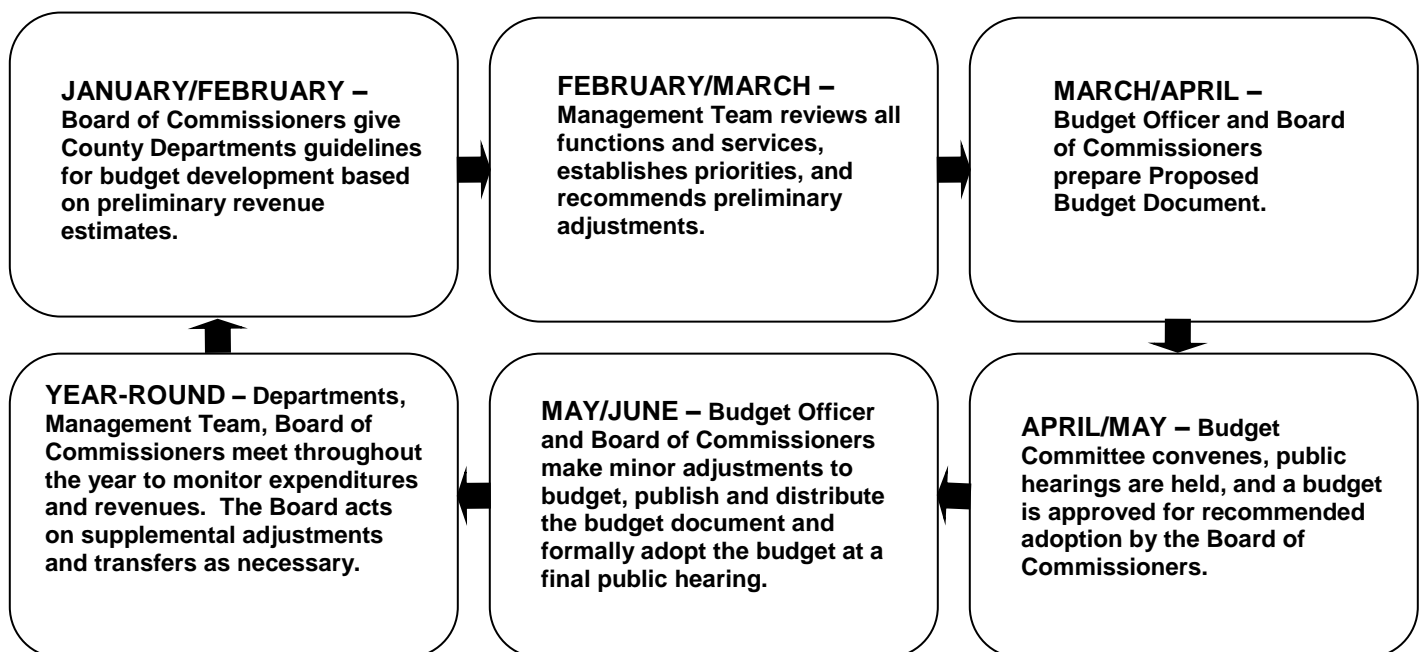 JANUARY/FEBRUARY –
Board of Commissioners give
County Departments guidelines
for budget development based
on preliminary revenue
estimates.
FEBRUARY/MARCH –
Management Team reviews all
functions and services,
establishes priorities, and
recommends preliminary
adjustments.
MARCH/APRIL –
Budget Officer and Board
of Commissioners
prepare Proposed
Budget Document.
APRIL/MAY – Budget
Committee convenes, public
hearings are held, and a budget
is approved for recommended
adoption by the Board of
Commissioners.
MAY/JUNE – Budget Officer
and Board of Commissioners
make minor adjustments to
budget, publish and distribute
the budget document and
formally adopt the budget at a
final public hearing.
YEAR-ROUND – Departments,
Management Team, Board of
Commissioners meet throughout
the year to monitor expenditures
and revenues.  The Board acts
on supplemental adjustments
and transfers as necessary.